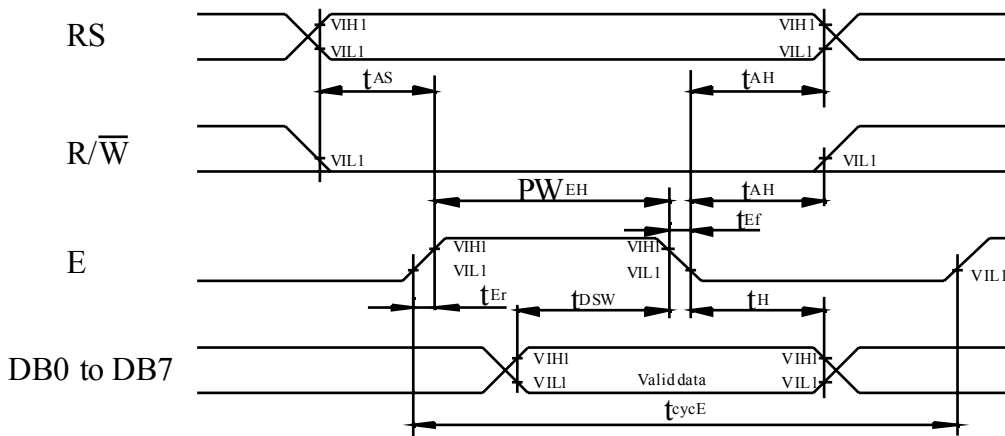 RS
VIH1
VIL1
VIH1
VIL1
tAS
tAH
R/W̅
VIL1
VIL1
PWEH
tAH
tEf
E
VIH1
VIL1
VIH1
VIL1
VIL1
tEr
tDSW
tH
DB0 to DB7
VIH1
VIL1
Valid data
VIH1
VIL1
tcycE